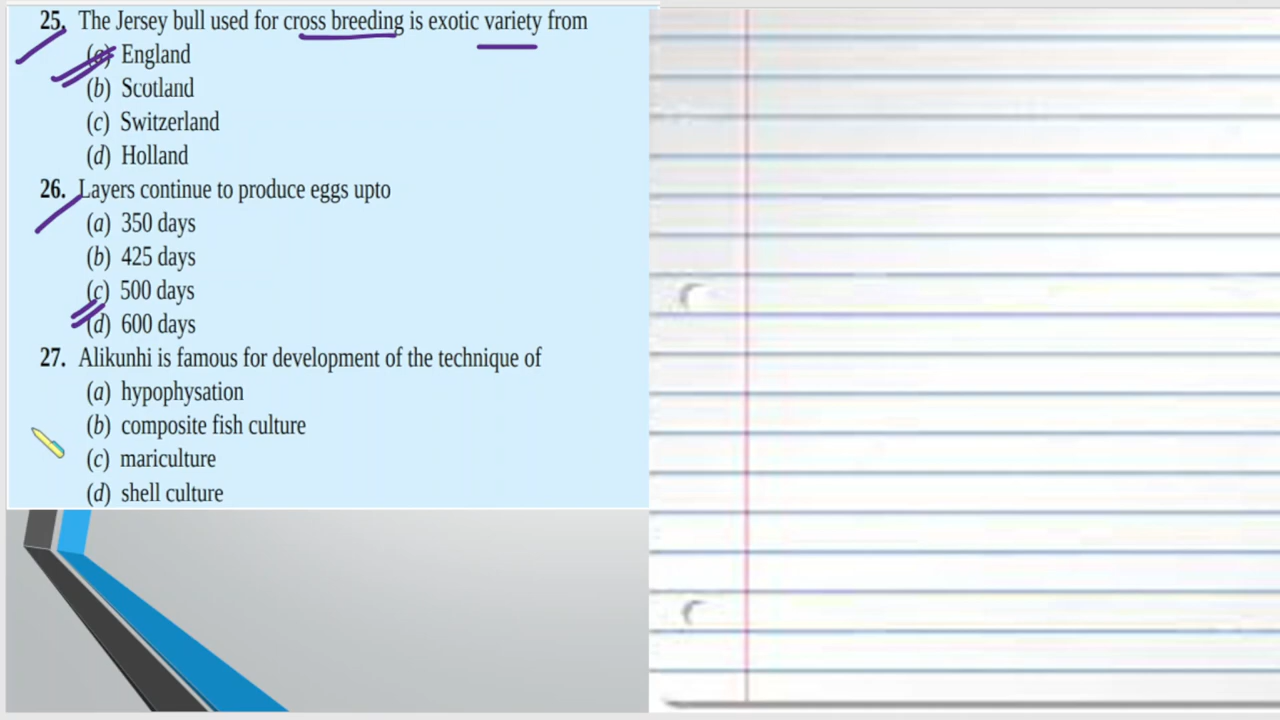 25. The Jersey bull used for cross breeding is exotic variety from
(a) England
(b) Scotland
(c) Switzerland
(d) Holland
26. Layers continue to produce eggs upto
(a) 350 days
(b) 425 days
(c) 500 days
(d) 600 days
27. Alikunhi is famous for development of the technique of
(a) hypophysation
(b) composite fish culture
(c) mariculture
(d) shell culture